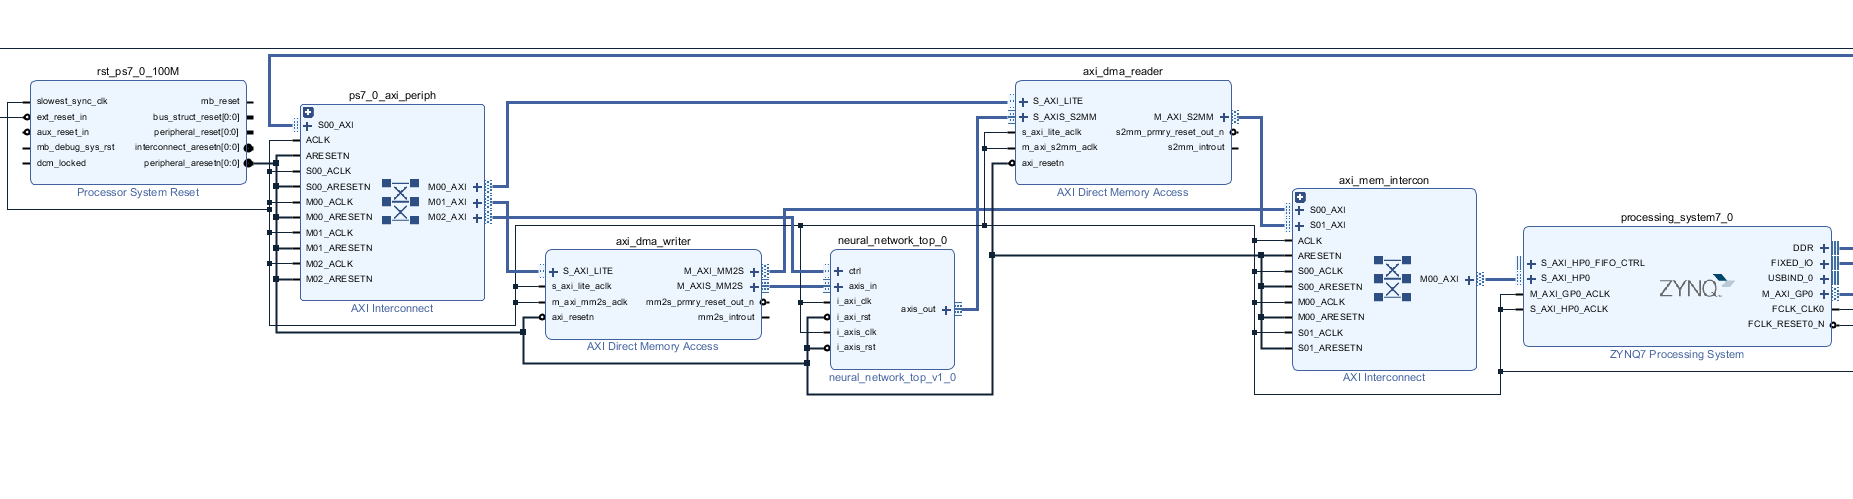 rst_ps7_0_100M
slowest_sync_clk
ext_reset_in
aux_reset_in
mb_debug_sys_rst
dcm_locked
mb_reset
bus_struct_reset[0:0]
peripheral_reset[0:0]
interconnect_aresetn[0:0]
peripheral_aresetn[0:0]
Processor System Reset
ps7_0_axi_periph
S00_AXI
ACLK
ARESETN
S00_ACLK
S00_ARESETN
M00_ACLK
M00_ARESETN
M01_ACLK
M01_ARESETN
M02_ACLK
M02_ARESETN
M00_AXI
M01_AXI
M02_AXI
AXI Interconnect
axi_dma_writer
S_AXI_LITE
s_axi_lite_aclk
m_axi_mm2s_aclk
axi_resetn
M_AXI_MM2S
M_AXIS_MM2S
mm2s_prmry_reset_out_n
mm2s_introut
AXI Direct Memory Access
neural_network_top_0
ctrl
axis_in
i_axi_clk
i_axi_rst
i_axis_clk
i_axis_rst
axis_out
neural_network_top_v1_0
axi_dma_reader
S_AXI_LITE
S_AXIS_S2MM
s_axi_lite_aclk
m_axi_s2mm_aclk
axi_resetn
M_AXI_S2MM
s2mm_prmry_reset_out_n
s2mm_introut
AXI Direct Memory Access
axi_mem_intercon
S00_AXI
S01_AXI
ACLK
ARESETN
S00_ACLK
S00_ARESETN
M00_ACLK
M00_ARESETN
S01_ACLK
S01_ARESETN
M00_AXI
AXI Interconnect
processing_system7_0
S_AXI_HP0_FIFO_CTRL
S_AXI_HP0
M_AXI_GP0_ACLK
S_AXI_HP0_ACLK
ZYNQ
DDR
FIXED_IO
USBIND_0
M_AXI_GP0
FCLK_CLK0
FCLK_RESET0_N
ZYNQ7 Processing System